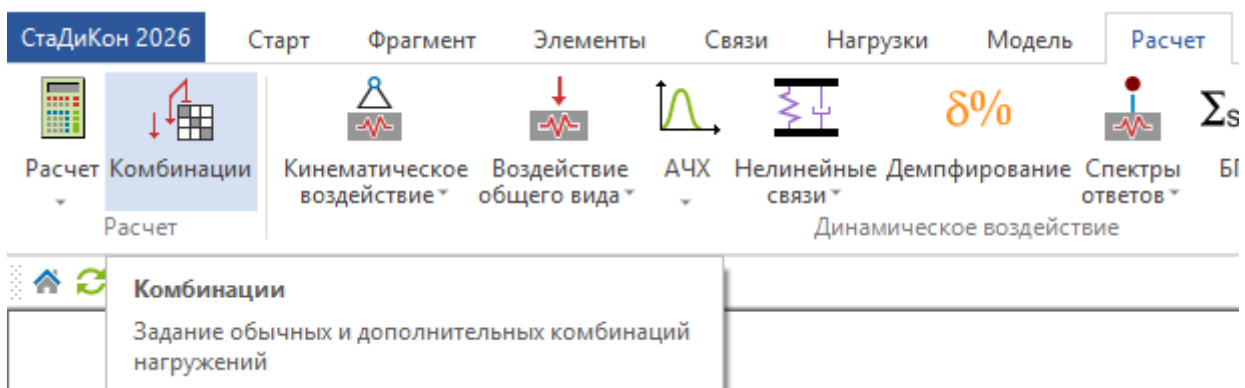 СтаДиКон 2026 Старт Фрагмент Элементы Связи Нагрузки Модель Расчет
δ% Σs
Расчет Комбинации Кинематическое Воздействие АЧХ Нелинейные Демпфирование Спектры
воздействие общего вида связи ответов
Расчет Динамическое воздействие
Комбинации
Задание обычных и дополнительных комбинаций
нагружений